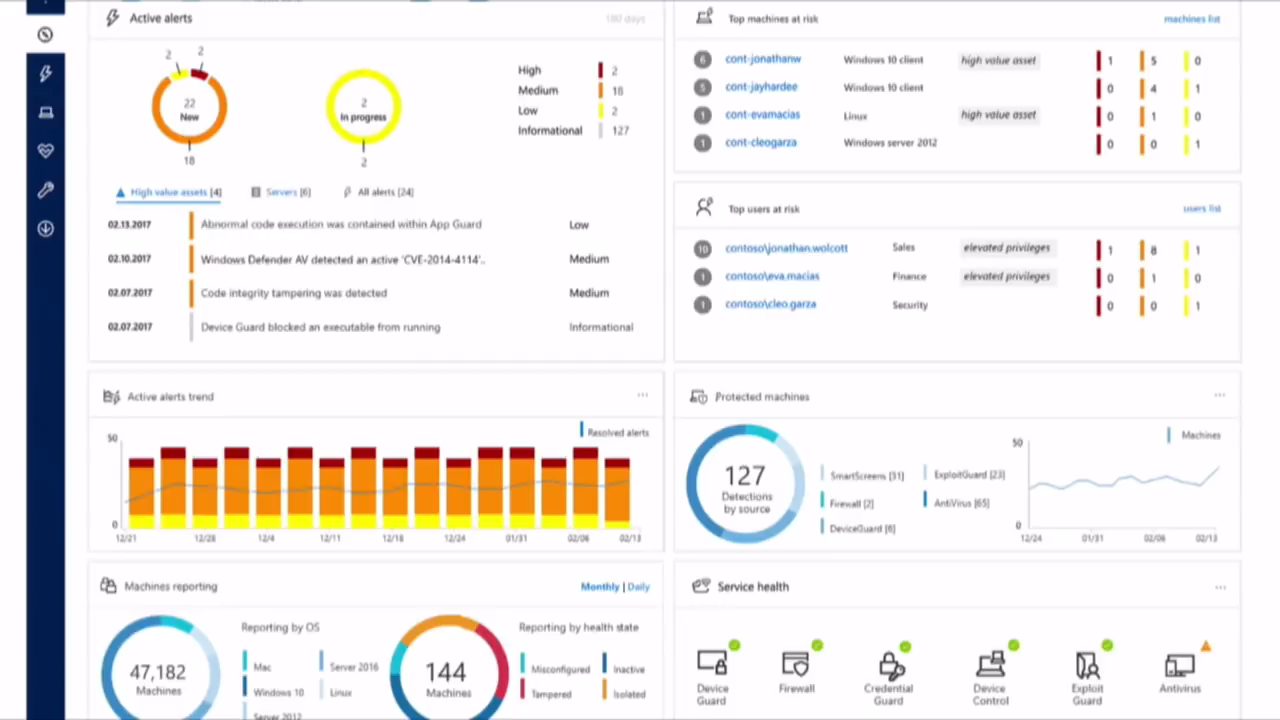 Active alerts
180 days
2
2
22
New
18
2
In progress
2
High 2
Medium 18
Low 2
Informational 127
High value assets [4]
Servers [6]
All alerts [24]
02.13.2017 Abnormal code execution was contained within App Guard Low
02.10.2017 Windows Defender AV detected an active 'CVE-2014-4114'.. Medium
02.07.2017 Code integrity tampering was detected Medium
02.07.2017 Device Guard blocked an executable from running Informational
Top machines at risk
machines list
6 cont-jonathanw Windows 10 client high value asset 1 5 0
5 cont-jayhardee Windows 10 client 0 4 1
1 cont-evamacias Linux high value asset 0 1 0
1 cont-cleogarza Windows server 2012 0 0 1
Top users at risk
users list
10 contoso\jonathan.wolcott Sales elevated privileges 1 8 1
1 contoso\eva.macias Finance elevated privileges 0 1 0
1 contoso\cleo.garza Security 0 0 1
Active alerts trend
...
Resolved alerts
50
0
12/21 12/28 12/4 12/11 12/18 12/24 01/31 02/06 02/13
Protected machines
...
127
Detections
by source
SmartScreens [31]
ExploitGuard [23]
Firewall [2]
AntiVirus [65]
DeviceGuard [6]
Machines
50
0
12/24 01/31 02/06 02/13
Machines reporting
Monthly | Daily
47,182
Machines
Reporting by OS
Mac
Server 2016
Windows 10
Linux
Server 2012
144
Machines
Reporting by health state
Misconfigured
Inactive
Tampered
Isolated
Service health
...
Device
Guard
Firewall
Credential
Guard
Device
Control
Exploit
Guard
Antivirus